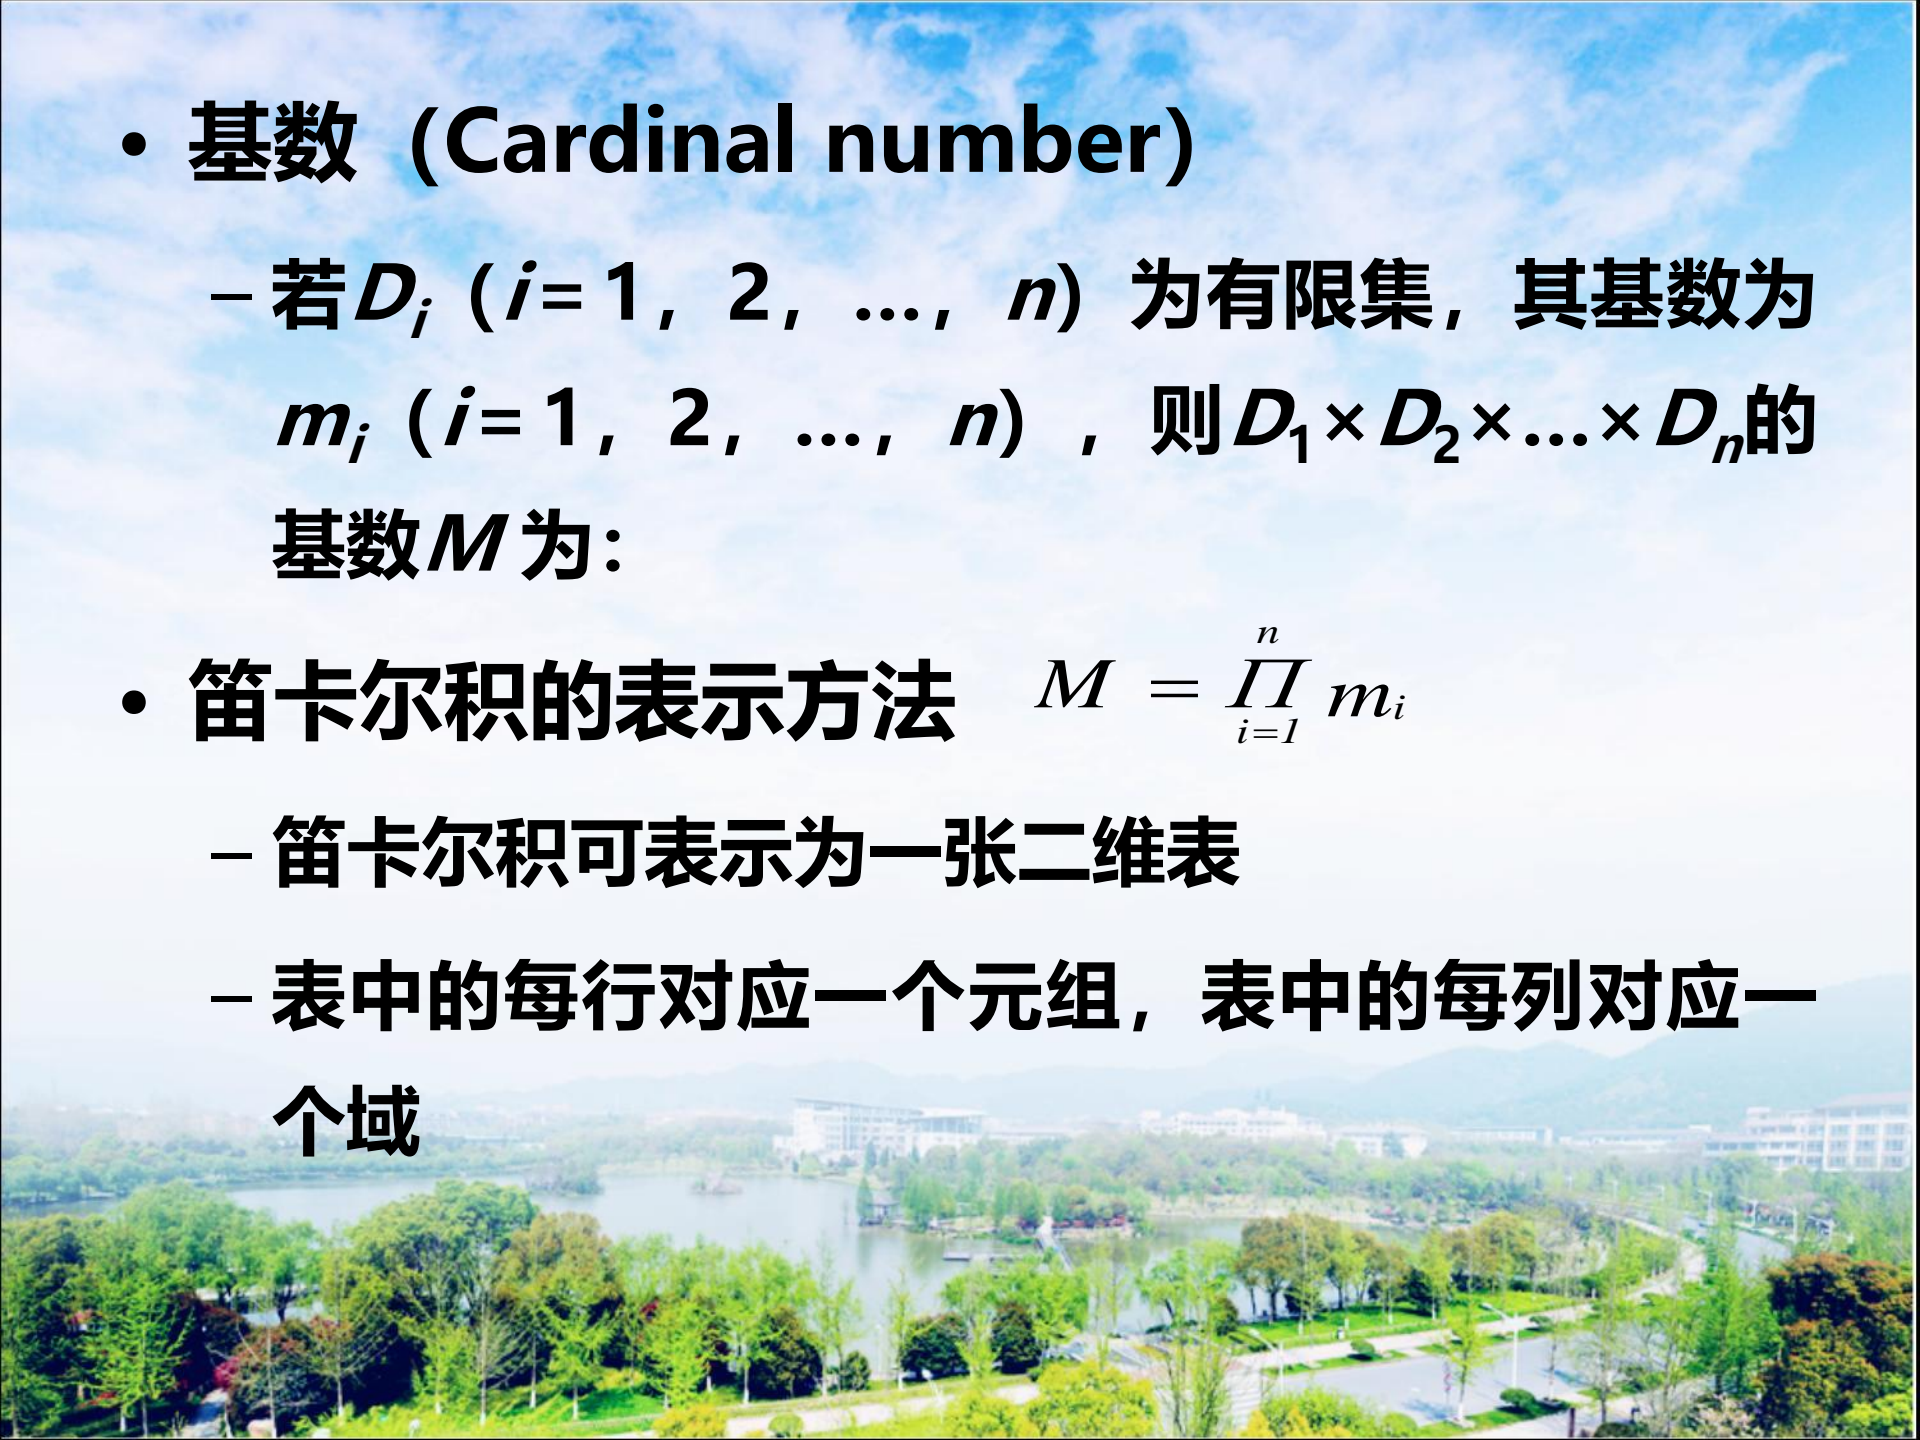 • 基数（Cardinal number）
– 若Di（i＝1，2，…，n）为有限集，其基数为
mi（i＝1，2，…，n），则D1×D2×…×Dn的
基数M 为：
• 笛卡尔积的表示方法
M = ∏ mi
n
i=1
– 笛卡尔积可表示为一张二维表
– 表中的每行对应一个元组，表中的每列对应一
个域